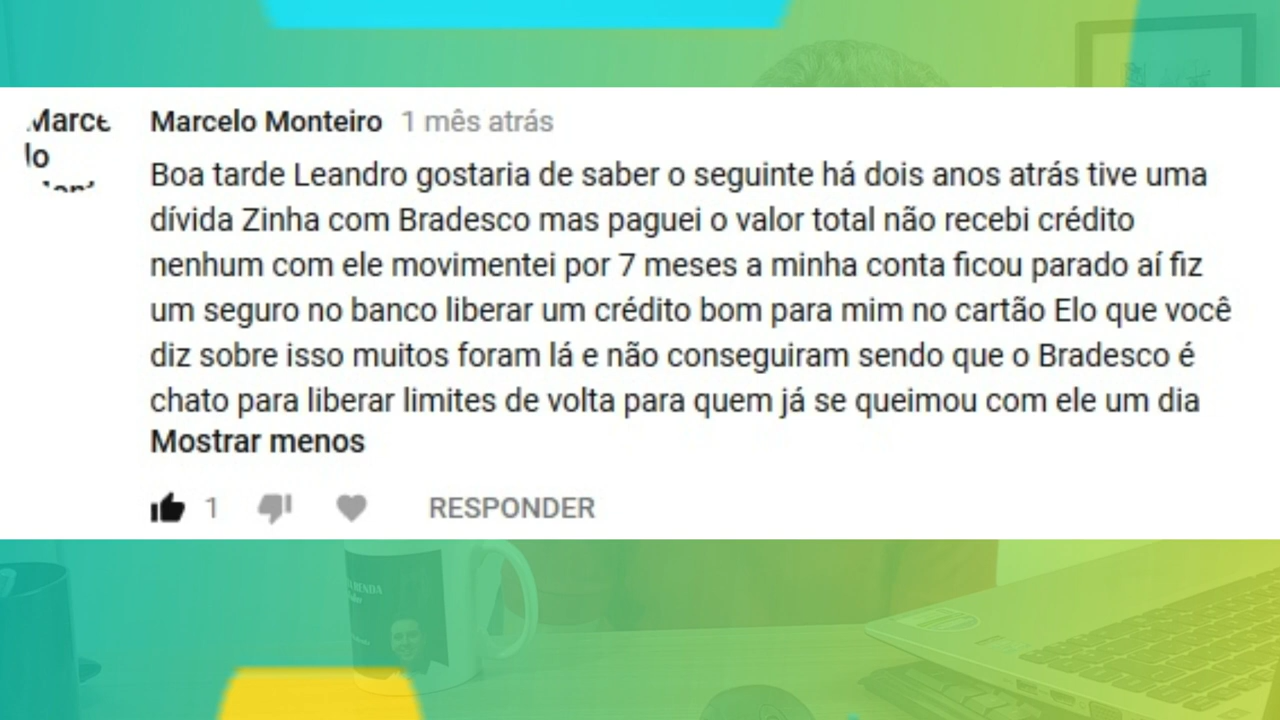 Marcelo Monteiro 1 mês atrás
Boa tarde Leandro gostaria de saber o seguinte há dois anos atrás tive uma
dívida Zinha com Bradesco mas paguei o valor total não recebi crédito
nenhum com ele movimentei por 7 meses a minha conta ficou parado aí fiz
um seguro no banco liberar um crédito bom para mim no cartão Elo que você
diz sobre isso muitos foram lá e não conseguiram sendo que o Bradesco é
chato para liberar limites de volta para quem já se queimou com ele um dia
Mostrar menos
1 RESPONDER